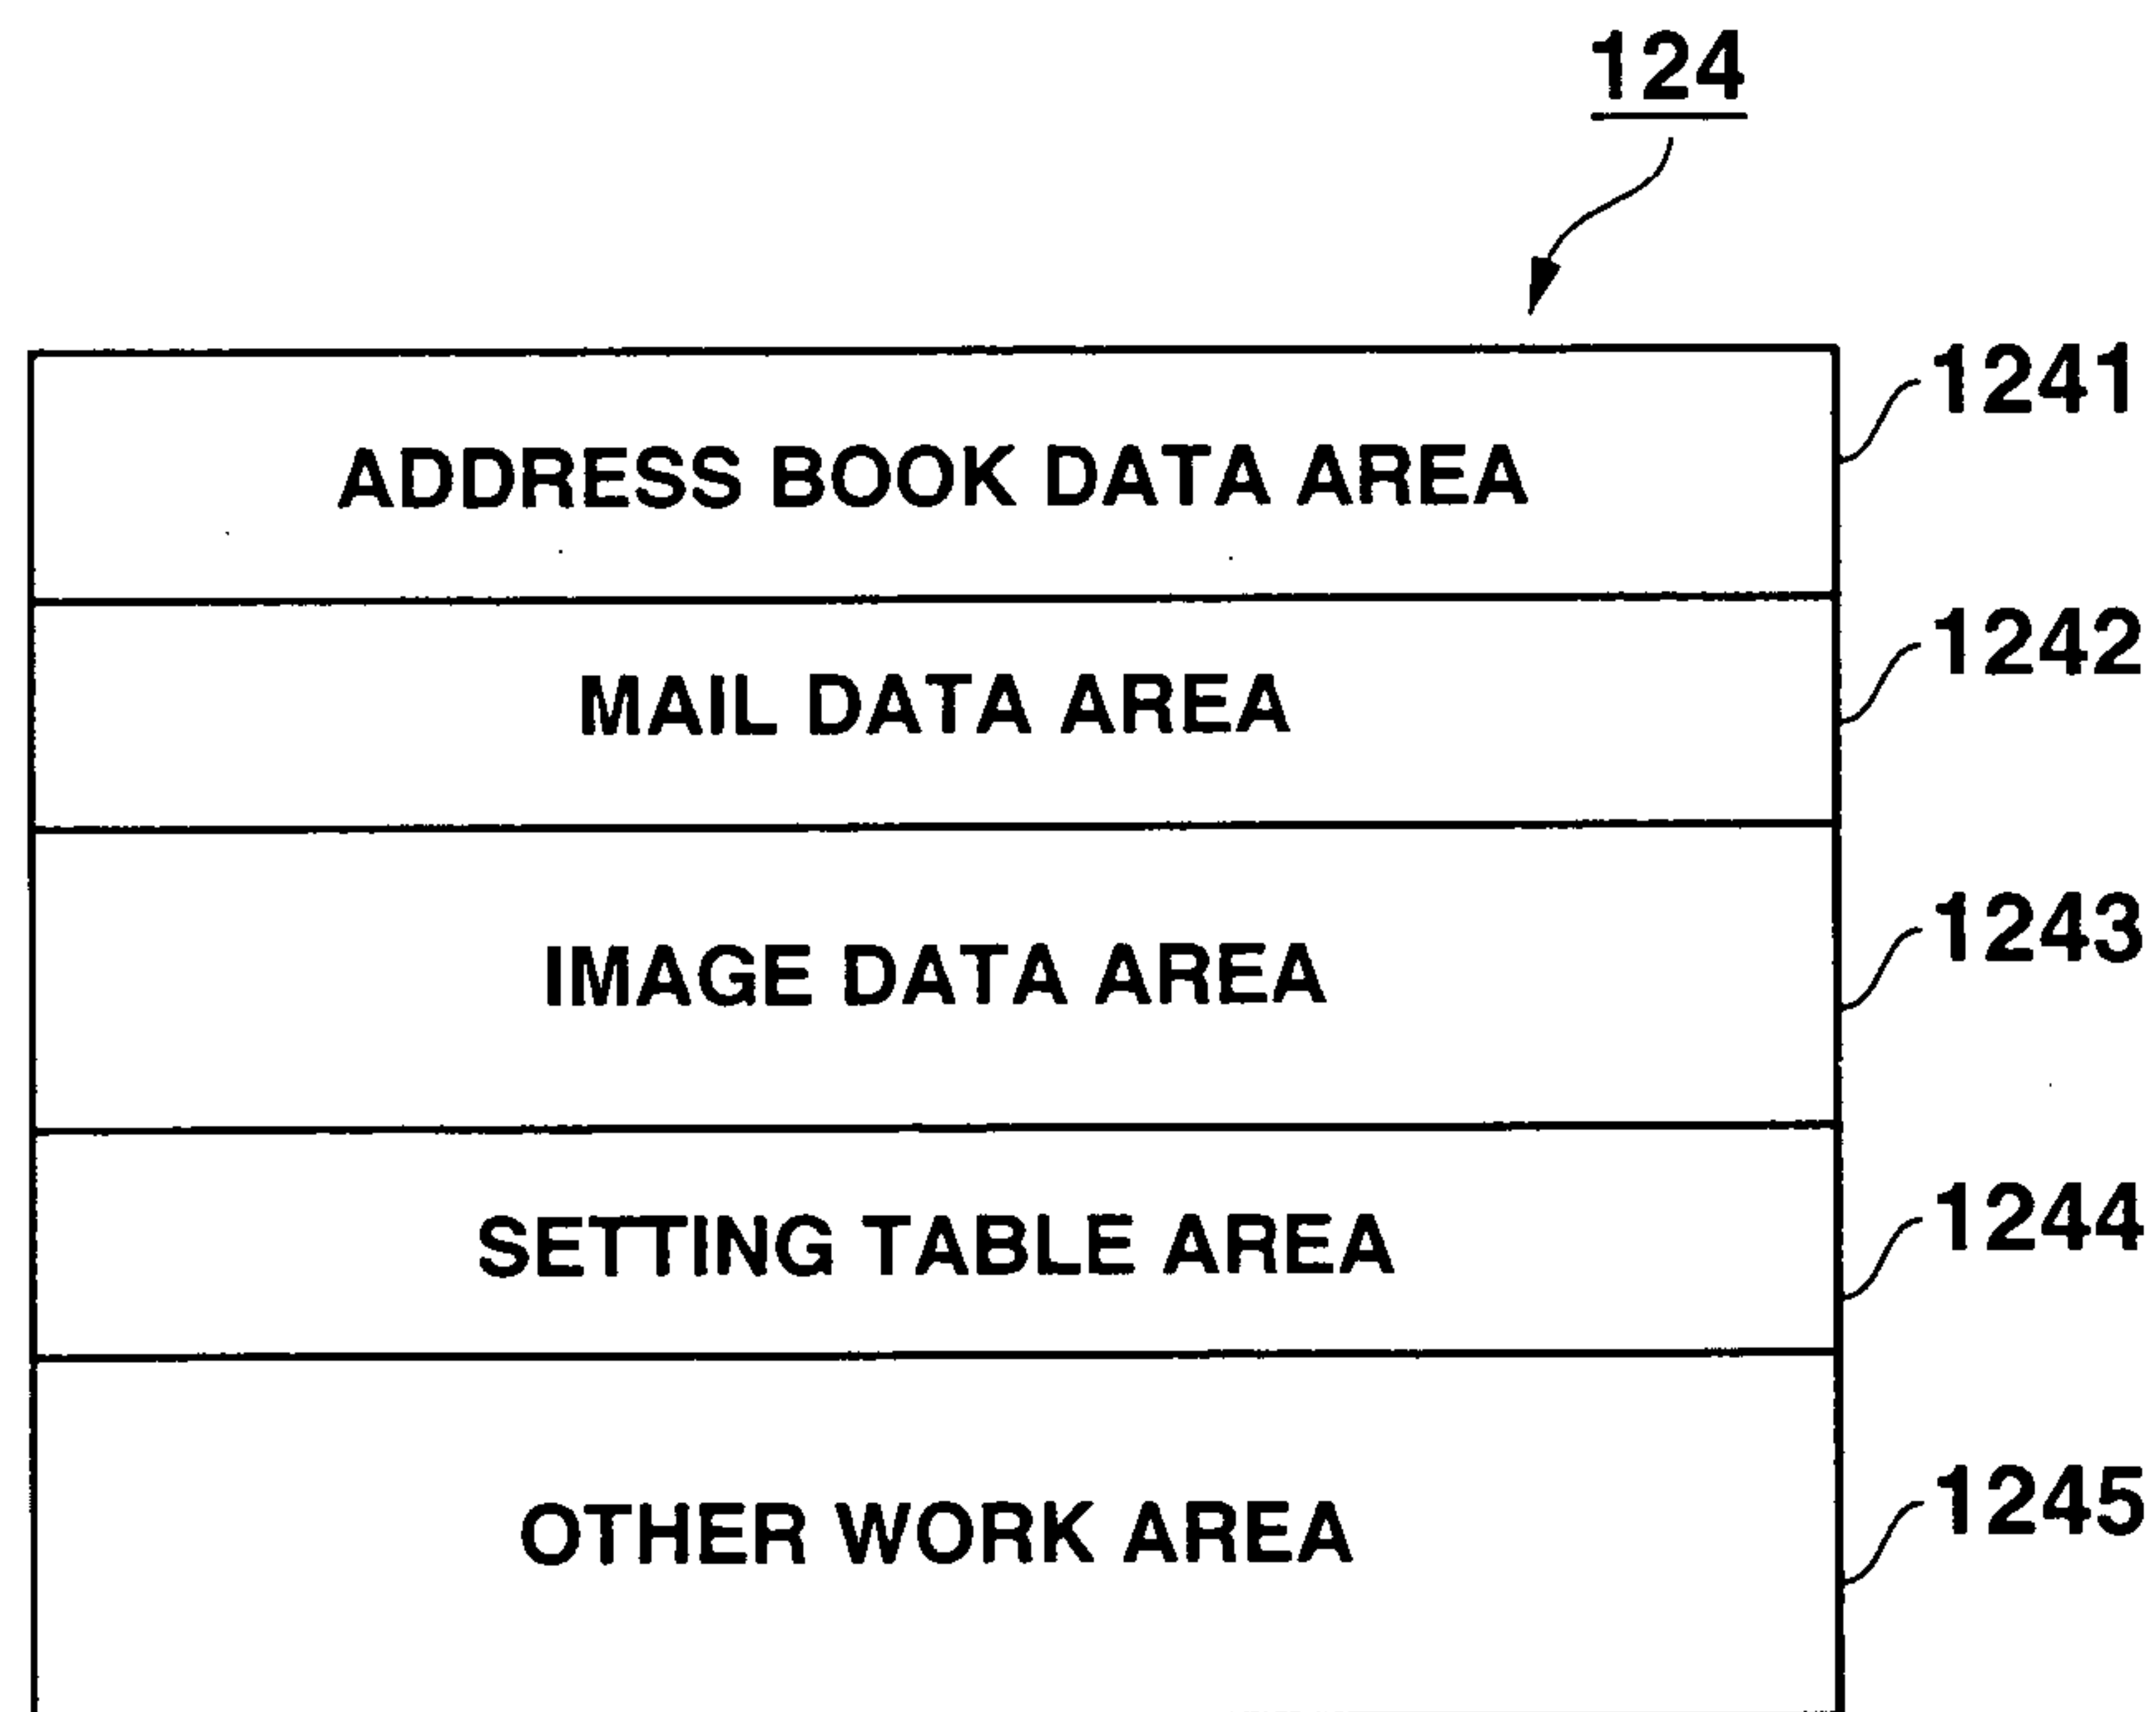 124
ADDRESS BOOK DATA AREA 1241
MAIL DATA AREA 1242
IMAGE DATA AREA 1243
SETTING TABLE AREA 1244
OTHER WORK AREA 1245